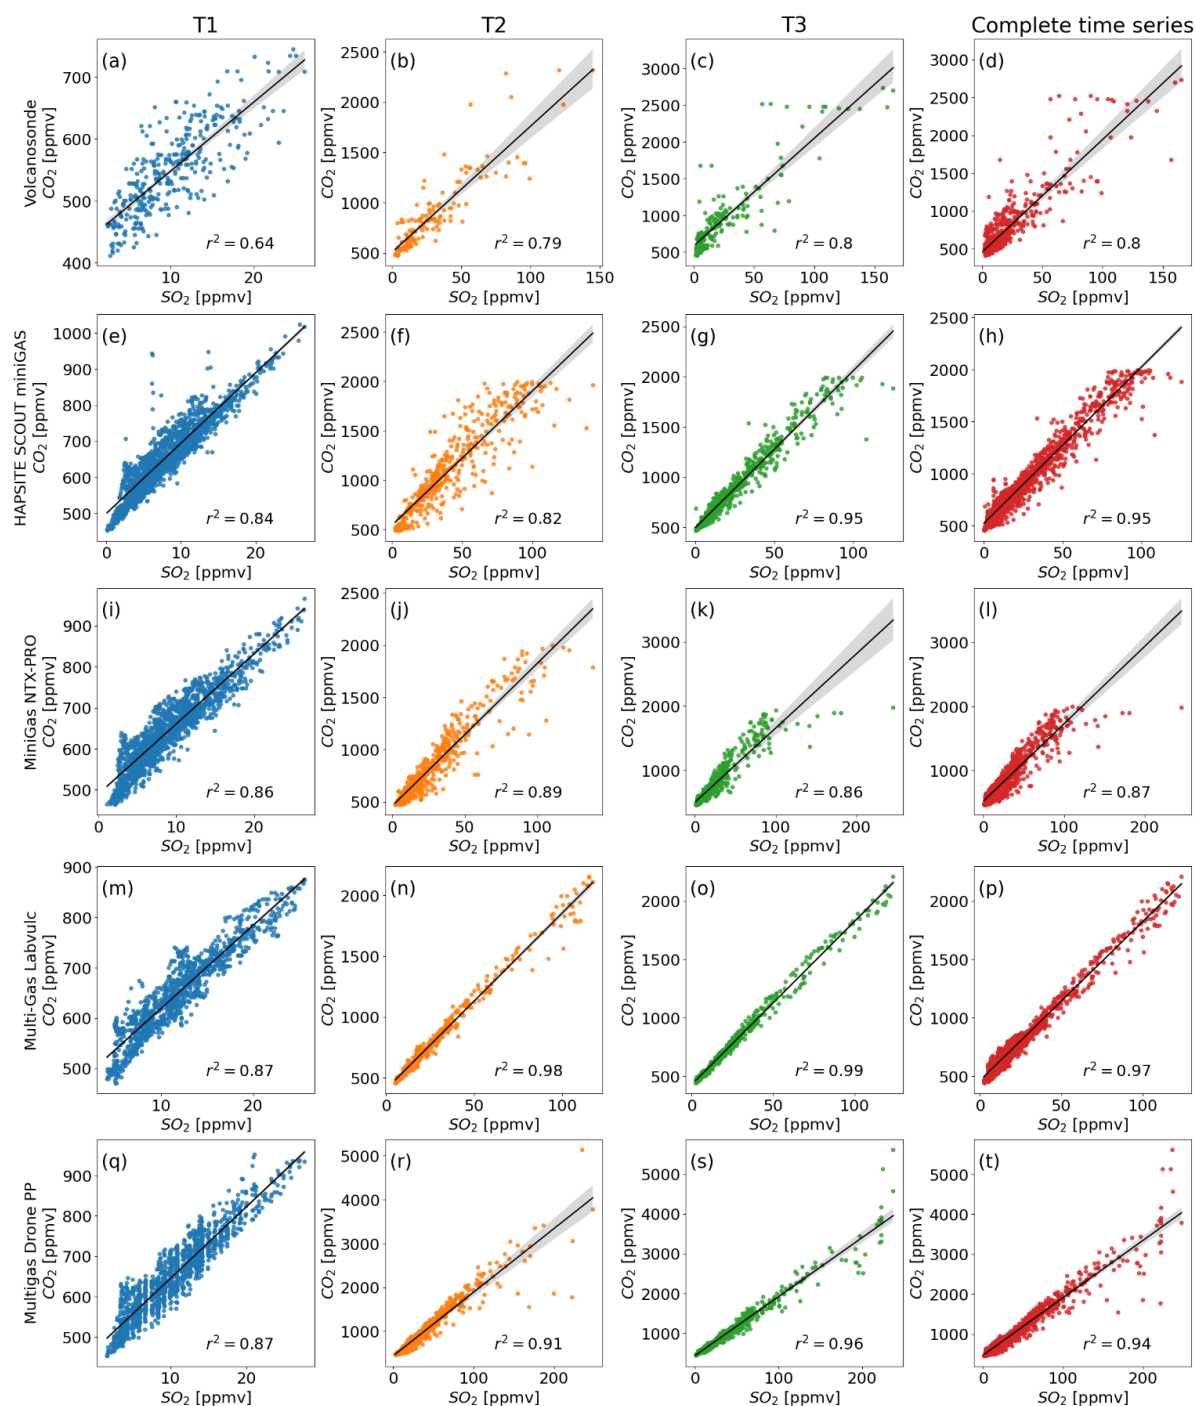 T1 T2 T3 Complete time series
Volcanosonde
(a)
CO₂ [ppmv]
700
600
500
400
10 20
SO₂ [ppmv]
r² = 0.64
(b)
CO₂ [ppmv]
2500
2000
1500
1000
500
0 50 100 150
SO₂ [ppmv]
r² = 0.79
(c)
CO₂ [ppmv]
3000
2500
2000
1500
1000
500
0 50 100 150
SO₂ [ppmv]
r² = 0.8
(d)
CO₂ [ppmv]
3000
2500
2000
1500
1000
500
0 50 100 150
SO₂ [ppmv]
r² = 0.8
HAPSITE SCOUT miniGAS
(e)
CO₂ [ppmv]
1000
900
800
700
600
500
0 10 20
SO₂ [ppmv]
r² = 0.84
(f)
CO₂ [ppmv]
2500
2000
1500
1000
500
0 50 100
SO₂ [ppmv]
r² = 0.82
(g)
CO₂ [ppmv]
2500
2000
1500
1000
500
0 50 100
SO₂ [ppmv]
r² = 0.95
(h)
CO₂ [ppmv]
2500
2000
1500
1000
500
0 50 100
SO₂ [ppmv]
r² = 0.95
MiniGas NTX-PRO
(i)
CO₂ [ppmv]
900
800
700
600
500
0 10 20
SO₂ [ppmv]
r² = 0.86
(j)
CO₂ [ppmv]
2500
2000
1500
1000
500
0 50 100
SO₂ [ppmv]
r² = 0.89
(k)
CO₂ [ppmv]
3000
2000
1000
0 100 200
SO₂ [ppmv]
r² = 0.86
(l)
CO₂ [ppmv]
3000
2000
1000
0 100 200
SO₂ [ppmv]
r² = 0.87
Multi-Gas Labvulc
(m)
CO₂ [ppmv]
900
800
700
600
500
10 20
SO₂ [ppmv]
r² = 0.87
(n)
CO₂ [ppmv]
2000
1500
1000
500
50 100
SO₂ [ppmv]
r² = 0.98
(o)
CO₂ [ppmv]
2000
1500
1000
500
0 50 100
SO₂ [ppmv]
r² = 0.99
(p)
CO₂ [ppmv]
2000
1500
1000
500
0 50 100
SO₂ [ppmv]
r² = 0.97
Multigas Drone PP
(q)
CO₂ [ppmv]
900
800
700
600
500
10 20
SO₂ [ppmv]
r² = 0.87
(r)
CO₂ [ppmv]
5000
4000
3000
2000
1000
0 100 200
SO₂ [ppmv]
r² = 0.91
(s)
CO₂ [ppmv]
5000
4000
3000
2000
1000
0 100 200
SO₂ [ppmv]
r² = 0.96
(t)
CO₂ [ppmv]
5000
4000
3000
2000
1000
0 100 200
SO₂ [ppmv]
r² = 0.94